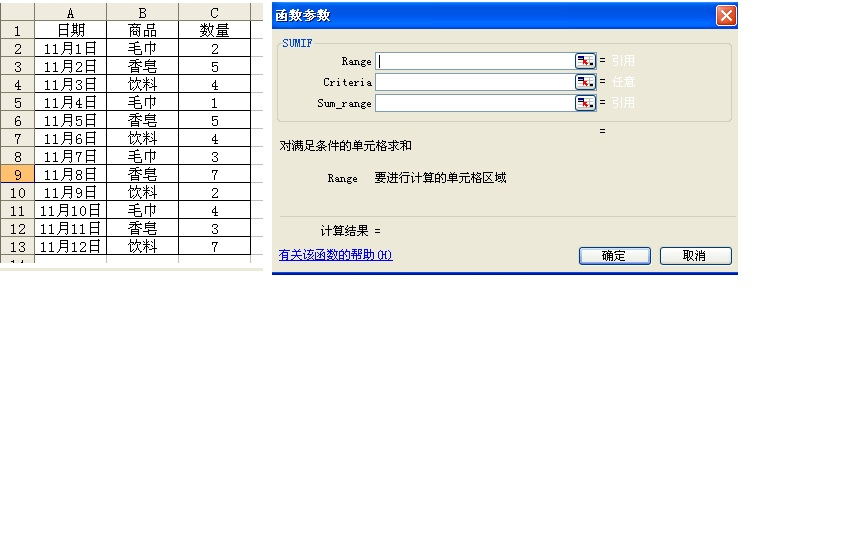 A B C
1 日期 商品 数量
2 11月1日 毛巾 2
3 11月2日 香皂 5
4 11月3日 饮料 4
5 11月4日 毛巾 1
6 11月5日 香皂 5
7 11月6日 饮料 4
8 11月7日 毛巾 3
9 11月8日 香皂 7
10 11月9日 饮料 2
11 11月10日 毛巾 4
12 11月11日 香皂 3
13 11月12日 饮料 7
函数参数
SUMIF
Range = 引用
Criteria = 任意
Sum_range = 引用
=
对满足条件的单元格求和
Range 要进行计算的单元格区域
计算结果 =
有关该函数的帮助(H) 确定 取消